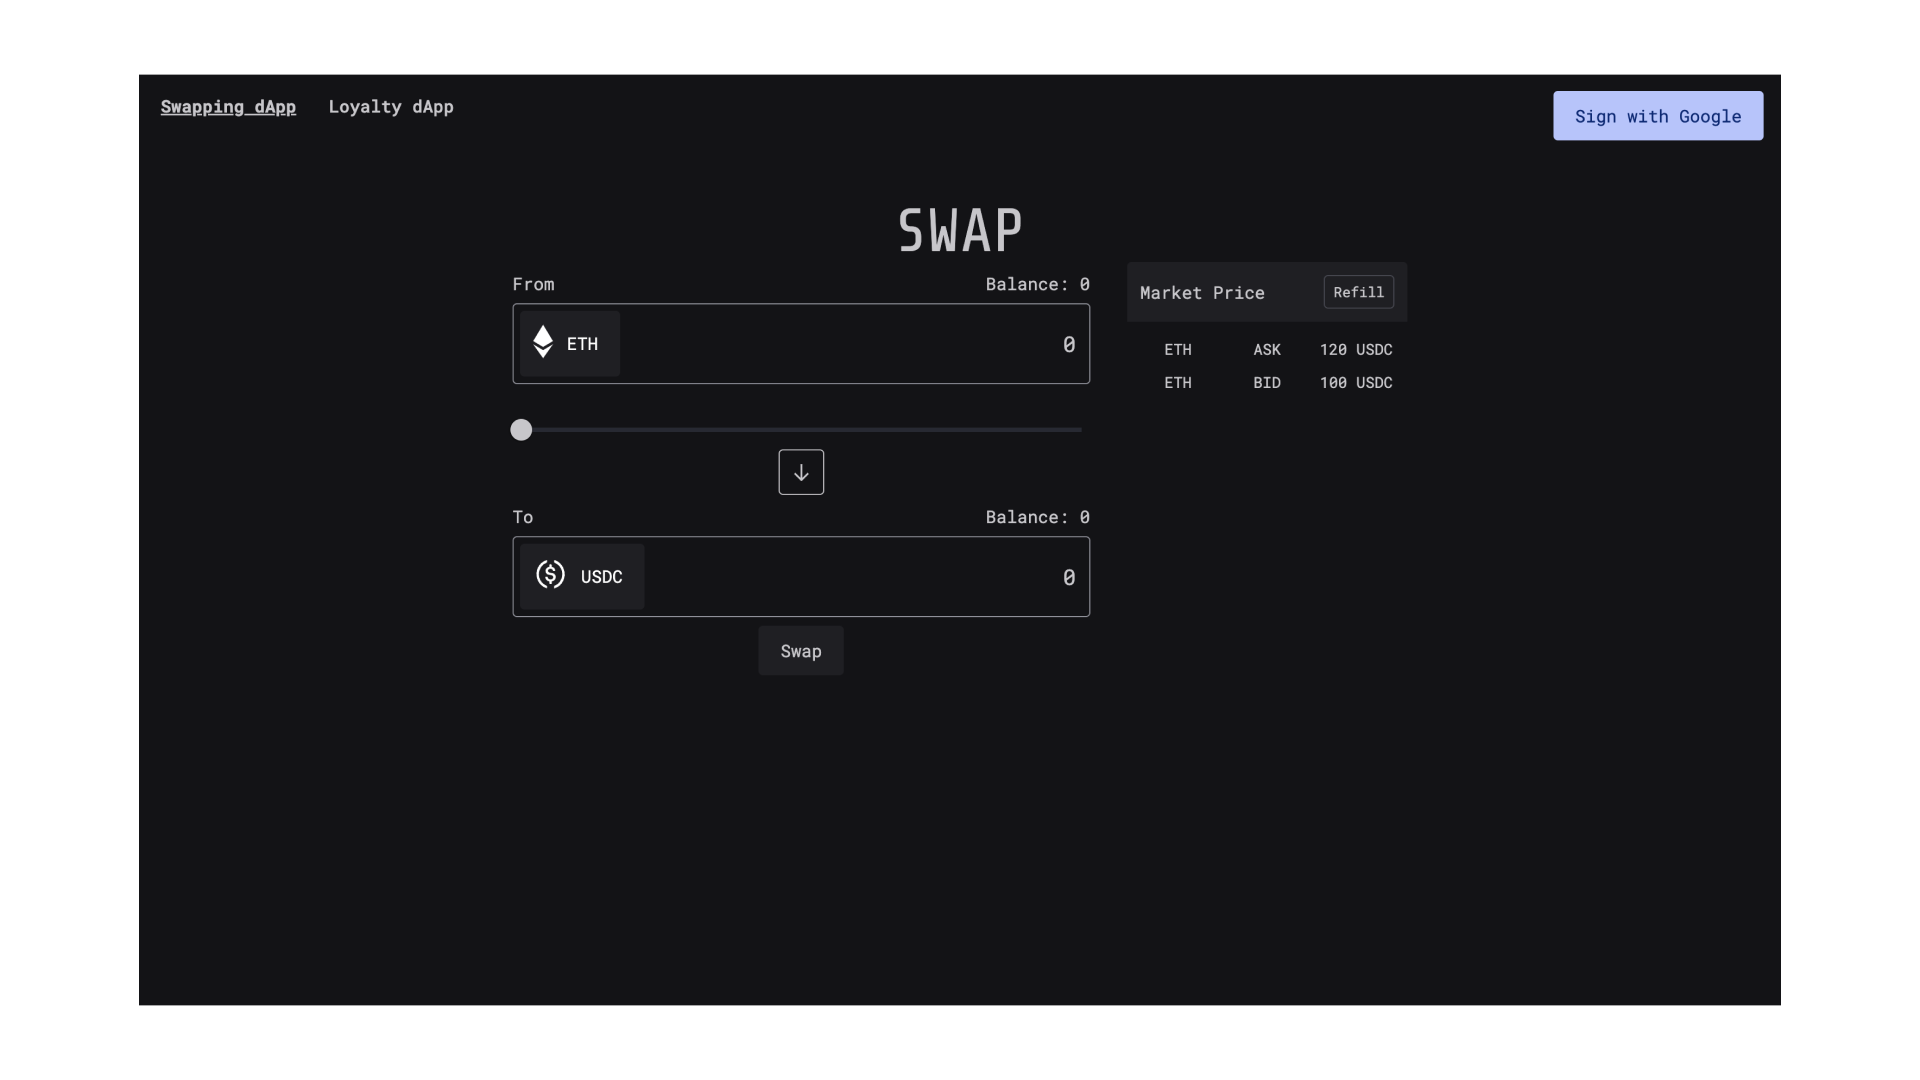 Swapping dApp Loyalty dApp
Sign with Google
SWAP
From Balance: 0
ETH 0
To Balance: 0
USDC 0
Swap
Market Price Refill
ETH ASK 120 USDC
ETH BID 100 USDC